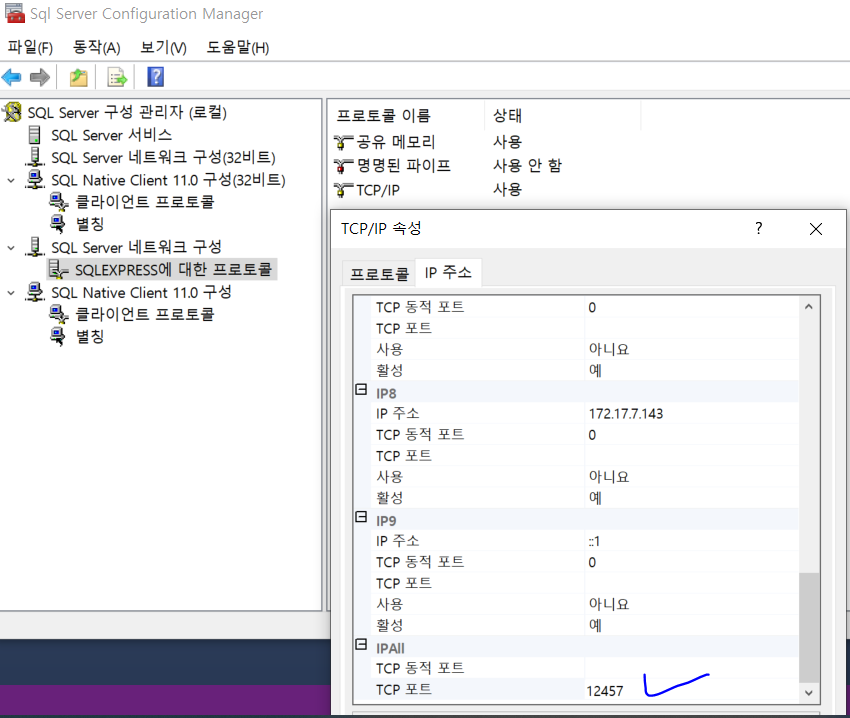 Sql Server Configuration Manager
파일(F) 동작(A) 보기(V) 도움말(H)
SQL Server 구성 관리자 (로컬)
SQL Server 서비스
SQL Server 네트워크 구성(32비트)
SQL Native Client 11.0 구성(32비트)
클라이언트 프로토콜
별칭
SQL Server 네트워크 구성
SQLEXPRESS에 대한 프로토콜
SQL Native Client 11.0 구성
클라이언트 프로토콜
별칭
프로토콜 이름 상태
공유 메모리 사용
명명된 파이프 사용 안 함
TCP/IP 사용
TCP/IP 속성
프로토콜 IP 주소
TCP 동적 포트 0
TCP 포트
사용 아니요
활성 예
IP8
IP 주소 172.17.7.143
TCP 동적 포트 0
TCP 포트
사용 아니요
활성 예
IP9
IP 주소 ::1
TCP 동적 포트 0
TCP 포트
사용 아니요
활성 예
IPAll
TCP 동적 포트
TCP 포트 12457